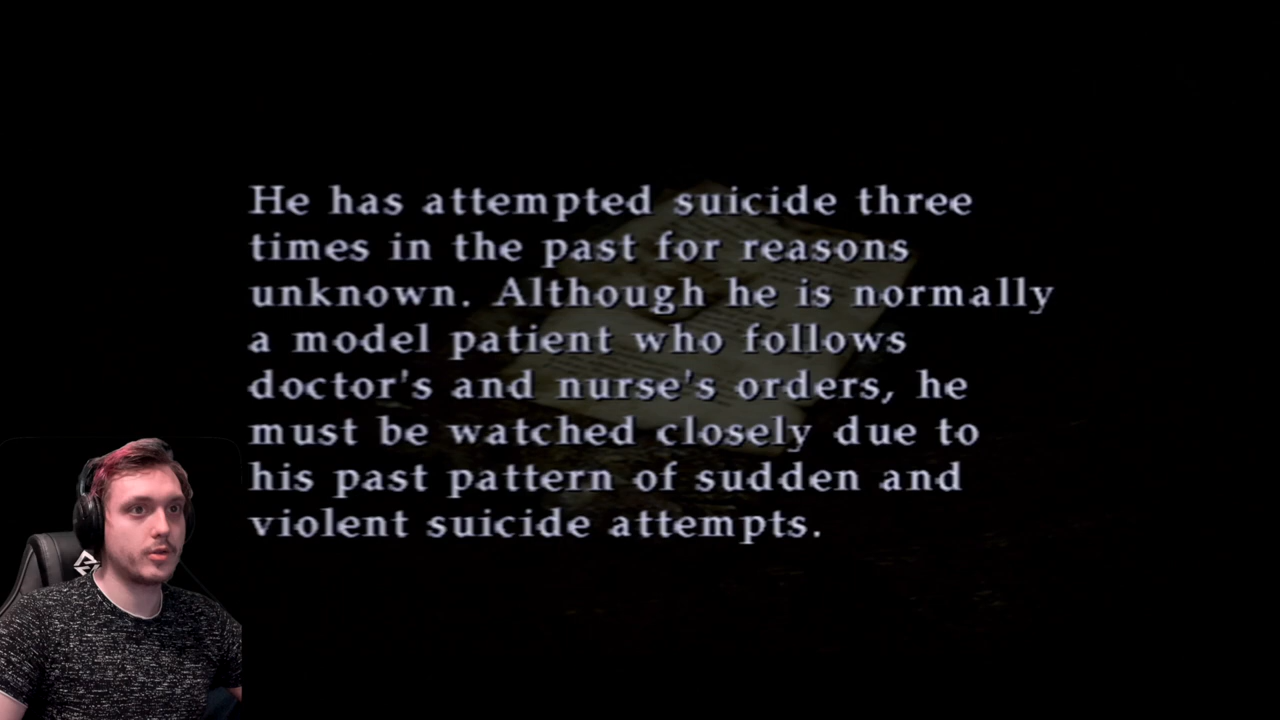 He has attempted suicide three
times in the past for reasons
unknown. Although he is normally
a model patient who follows
doctor's and nurse's orders, he
must be watched closely due to
his past pattern of sudden and
violent suicide attempts.